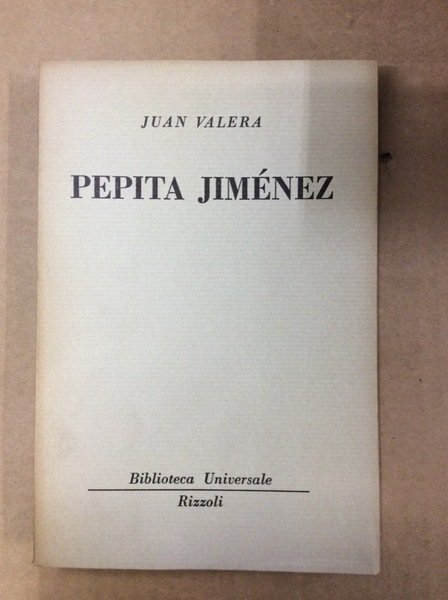 JUAN VALERA
PEPITA JIMÉNEZ
Biblioteca Universale
Rizzoli